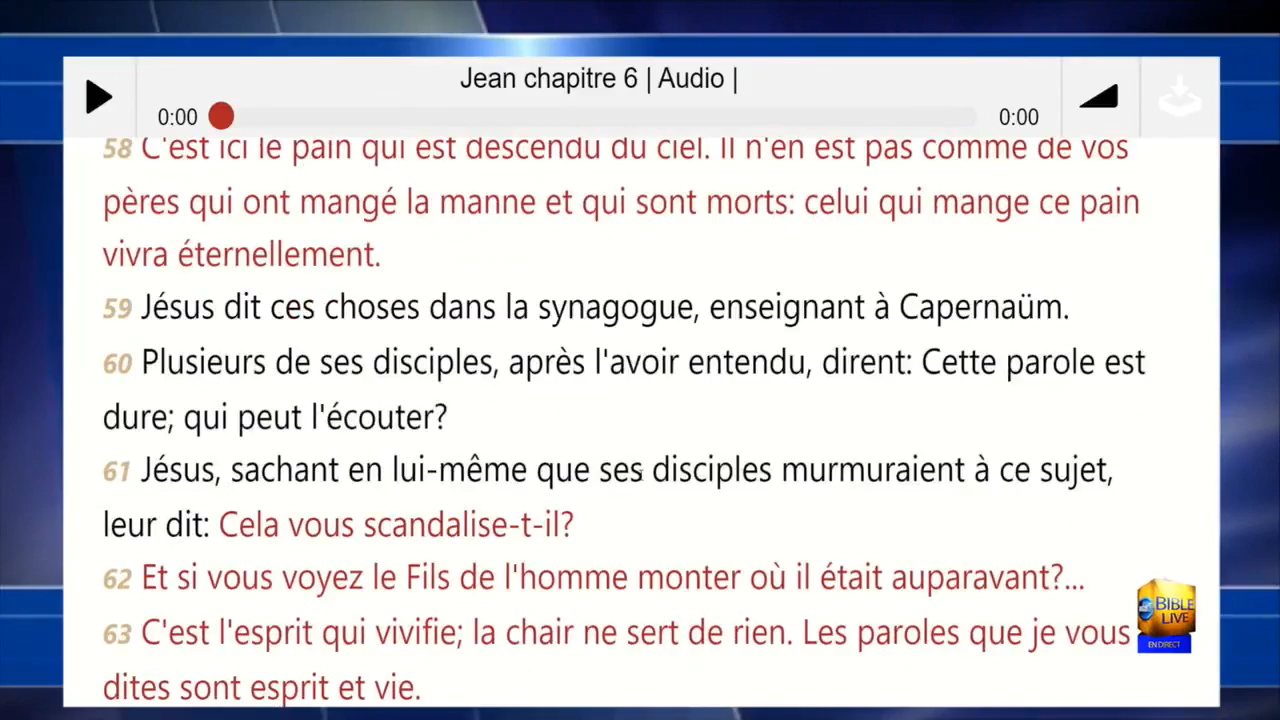 Jean chapitre 6 | Audio |
0:00
0:00
58 C'est ici le pain qui est descendu du ciel. Il n'en est pas comme de vos
pères qui ont mangé la manne et qui sont morts: celui qui mange ce pain
vivra éternellement.
59 Jésus dit ces choses dans la synagogue, enseignant à Capernaüm.
60 Plusieurs de ses disciples, après l'avoir entendu, dirent: Cette parole est
dure; qui peut l'écouter?
61 Jésus, sachant en lui-même que ses disciples murmuraient à ce sujet,
leur dit: Cela vous scandalise-t-il?
62 Et si vous voyez le Fils de l'homme monter où il était auparavant?...
63 C'est l'esprit qui vivifie; la chair ne sert de rien. Les paroles que je vous
dites sont esprit et vie.
BIBLE
LIVE
EN DIRECT